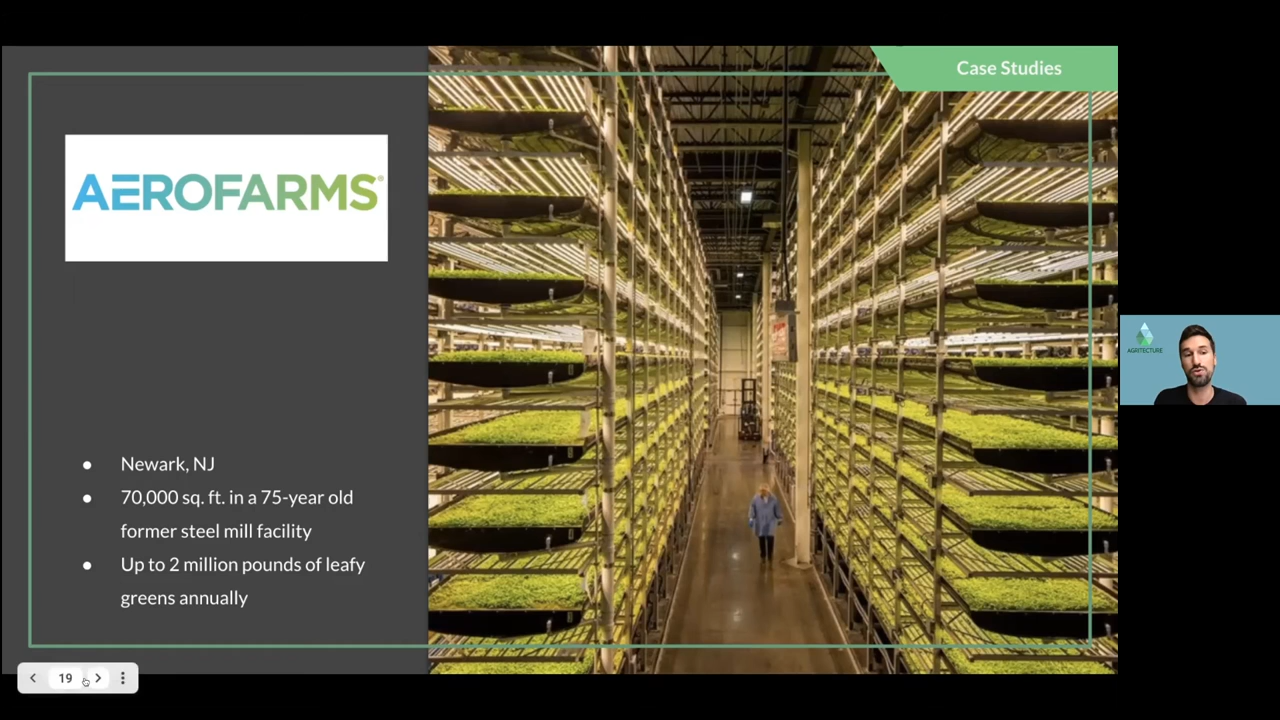 Case Studies
AEROFARMS
AGRITECTURE
● Newark, NJ
● 70,000 sq. ft. in a 75-year old
former steel mill facility
● Up to 2 million pounds of leafy
greens annually
19